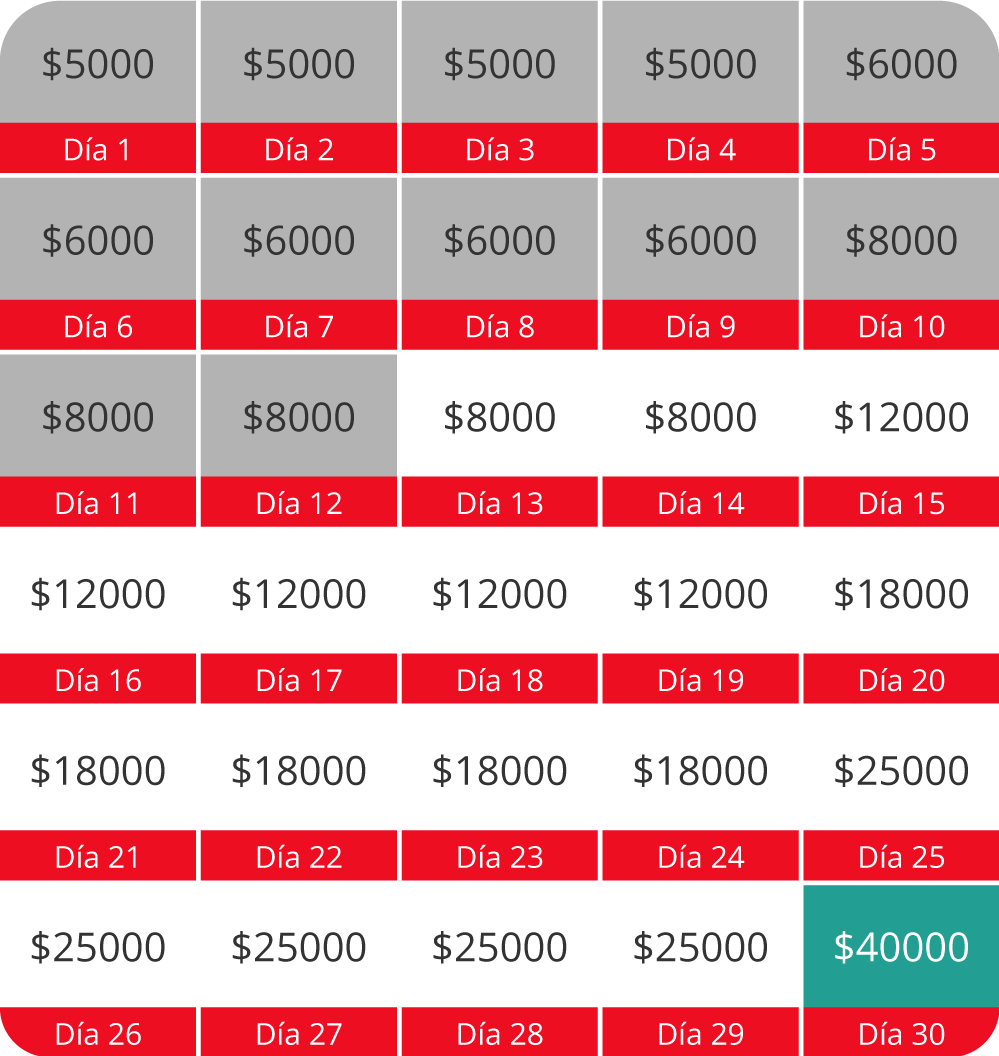 $5000 $5000 $5000 $5000 $6000
Día 1 Día 2 Día 3 Día 4 Día 5
$6000 $6000 $6000 $6000 $8000
Día 6 Día 7 Día 8 Día 9 Día 10
$8000 $8000 $8000 $8000 $12000
Día 11 Día 12 Día 13 Día 14 Día 15
$12000 $12000 $12000 $12000 $18000
Día 16 Día 17 Día 18 Día 19 Día 20
$18000 $18000 $18000 $18000 $25000
Día 21 Día 22 Día 23 Día 24 Día 25
$25000 $25000 $25000 $25000 $40000
Día 26 Día 27 Día 28 Día 29 Día 30